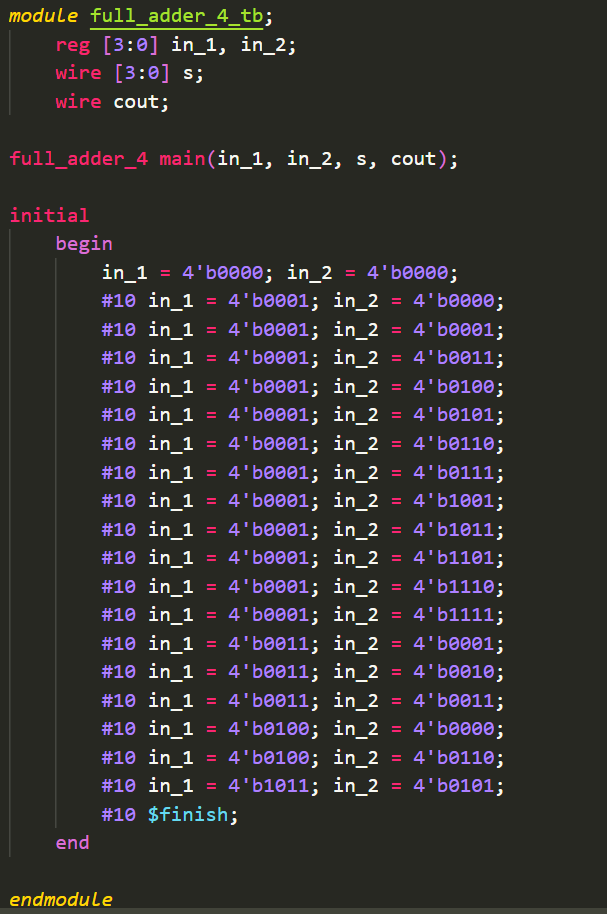 module full_adder_4_tb;
reg [3:0] in_1, in_2;
wire [3:0] s;
wire cout;
full_adder_4 main(in_1, in_2, s, cout);
initial
begin
in_1 = 4'b0000; in_2 = 4'b0000;
#10 in_1 = 4'b0001; in_2 = 4'b0000;
#10 in_1 = 4'b0001; in_2 = 4'b0001;
#10 in_1 = 4'b0001; in_2 = 4'b0011;
#10 in_1 = 4'b0001; in_2 = 4'b0100;
#10 in_1 = 4'b0001; in_2 = 4'b0101;
#10 in_1 = 4'b0001; in_2 = 4'b0110;
#10 in_1 = 4'b0001; in_2 = 4'b0111;
#10 in_1 = 4'b0001; in_2 = 4'b1001;
#10 in_1 = 4'b0001; in_2 = 4'b1011;
#10 in_1 = 4'b0001; in_2 = 4'b1101;
#10 in_1 = 4'b0001; in_2 = 4'b1110;
#10 in_1 = 4'b0001; in_2 = 4'b1111;
#10 in_1 = 4'b0011; in_2 = 4'b0001;
#10 in_1 = 4'b0011; in_2 = 4'b0010;
#10 in_1 = 4'b0011; in_2 = 4'b0011;
#10 in_1 = 4'b0100; in_2 = 4'b0000;
#10 in_1 = 4'b0100; in_2 = 4'b0110;
#10 in_1 = 4'b1011; in_2 = 4'b0101;
#10 $finish;
end
endmodule